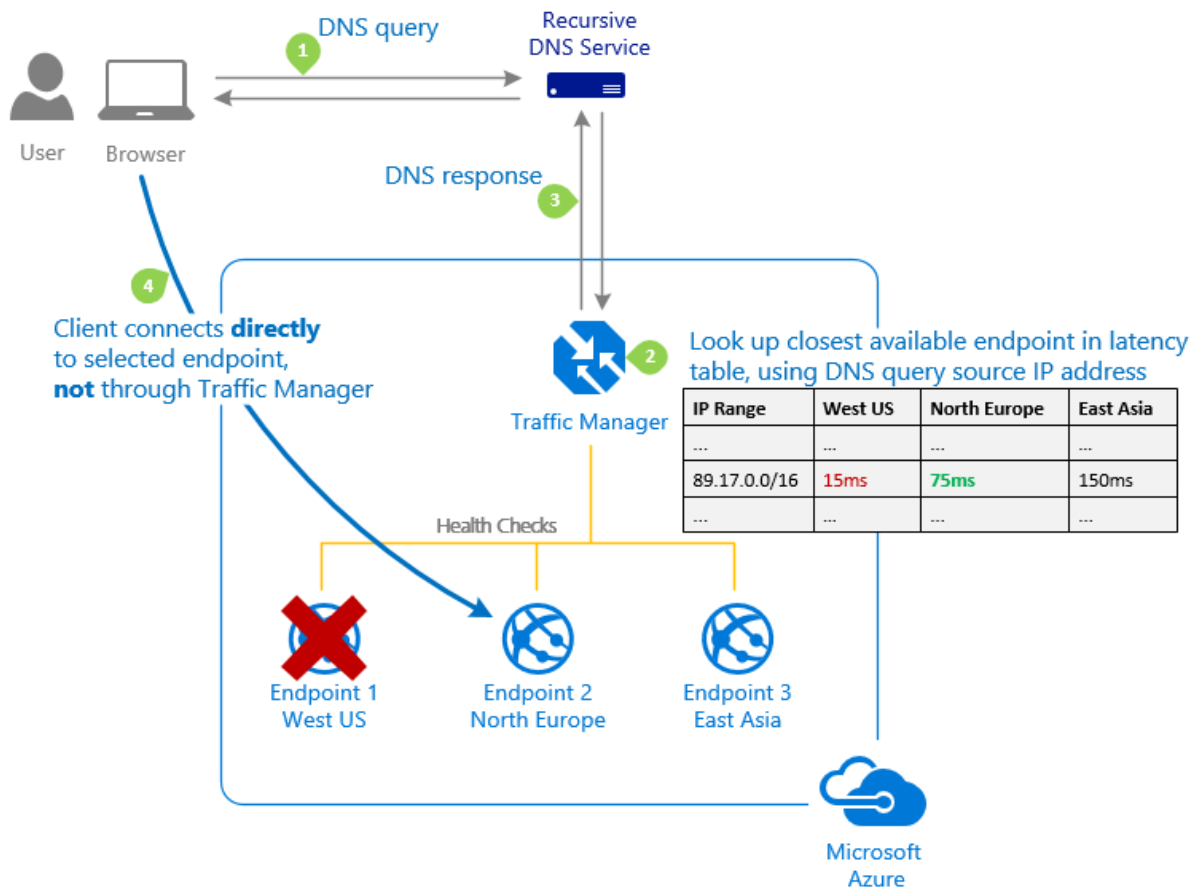 DNS query
1
Recursive
DNS Service
User
Browser
DNS response
3
4
Client connects directly
to selected endpoint,
not through Traffic Manager
2
Traffic Manager
Look up closest available endpoint in latency
table, using DNS query source IP address
IP Range West US North Europe East Asia
... ... ... ...
89.17.0.0/16 15ms 75ms 150ms
... ... ... ...
Health Checks
Endpoint 1
West US
Endpoint 2
North Europe
Endpoint 3
East Asia
Microsoft
Azure